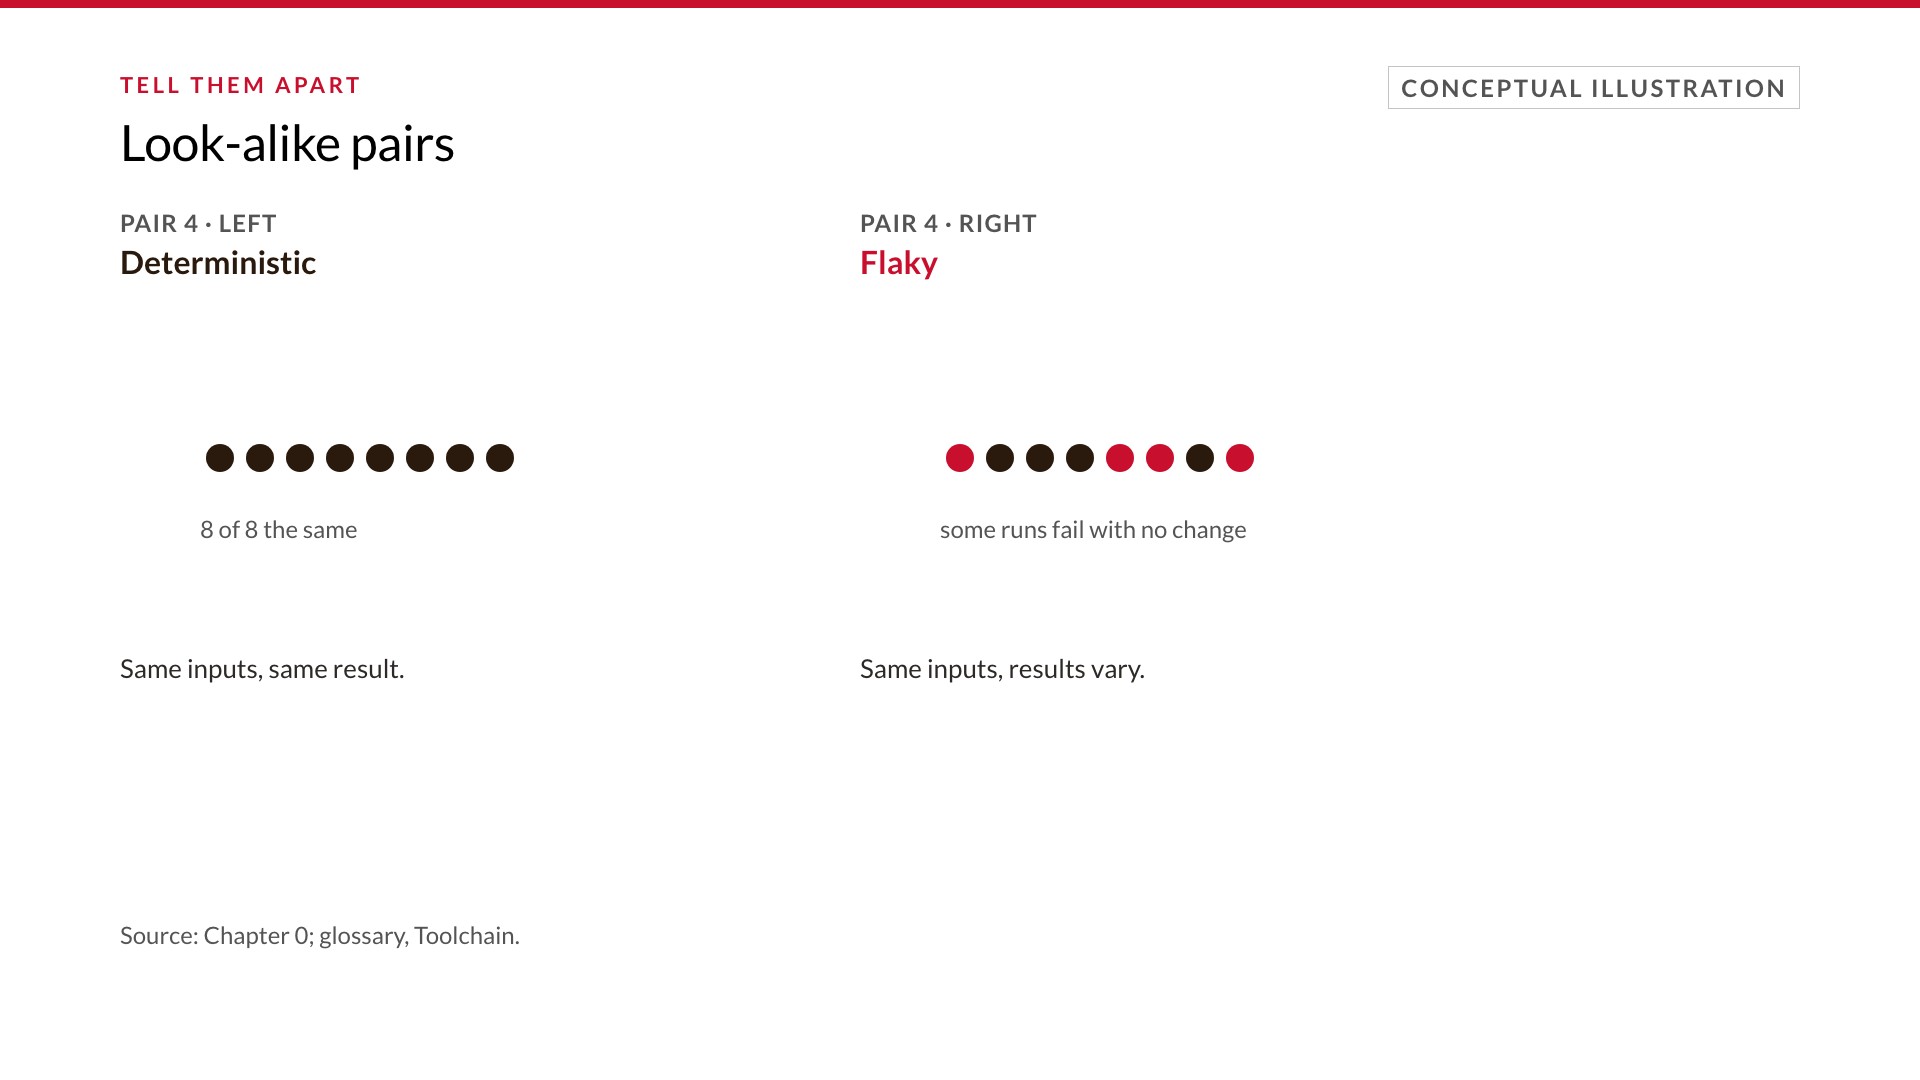 TELL THEM APART
CONCEPTUAL ILLUSTRATION
Look-alike pairs
PAIR 4 · LEFT
Deterministic
8 of 8 the same
Same inputs, same result.
PAIR 4 · RIGHT
Flaky
some runs fail with no change
Same inputs, results vary.
Source: Chapter 0; glossary, Toolchain.